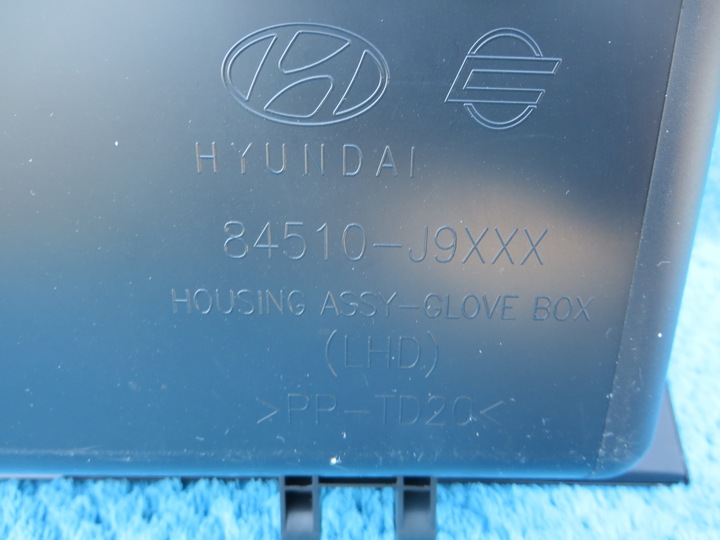 HYUNDAI
84510-J9XXX
HOUSING ASSY-GLOVE BOX
(LHD)
>PP-TD20<